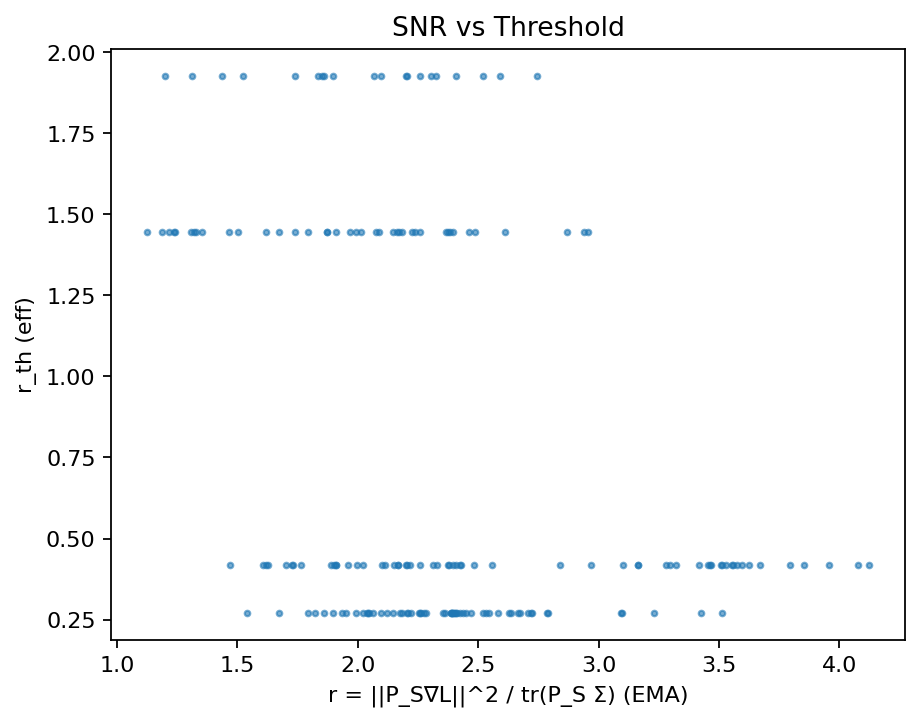 SNR vs Threshold
2.00
1.75
1.50
1.25
1.00
0.75
0.50
0.25
r_th (eff)
1.0 1.5 2.0 2.5 3.0 3.5 4.0
r = ||P_S∇L||^2 / tr(P_S Σ) (EMA)